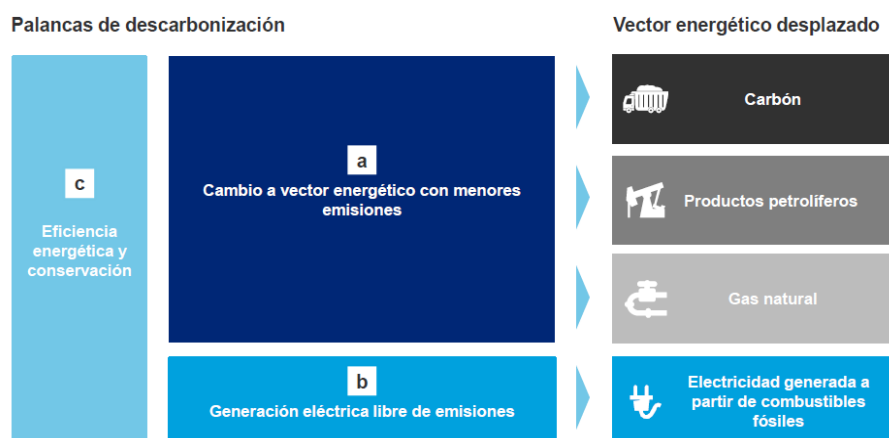 Palancas de descarbonización
Vector energético desplazado
c
Eficiencia
energética y
conservación
a
Cambio a vector energético con menores
emisiones
b
Generación eléctrica libre de emisiones
Carbón
Productos petrolíferos
Gas natural
Electricidad generada a
partir de combustibles
fósiles